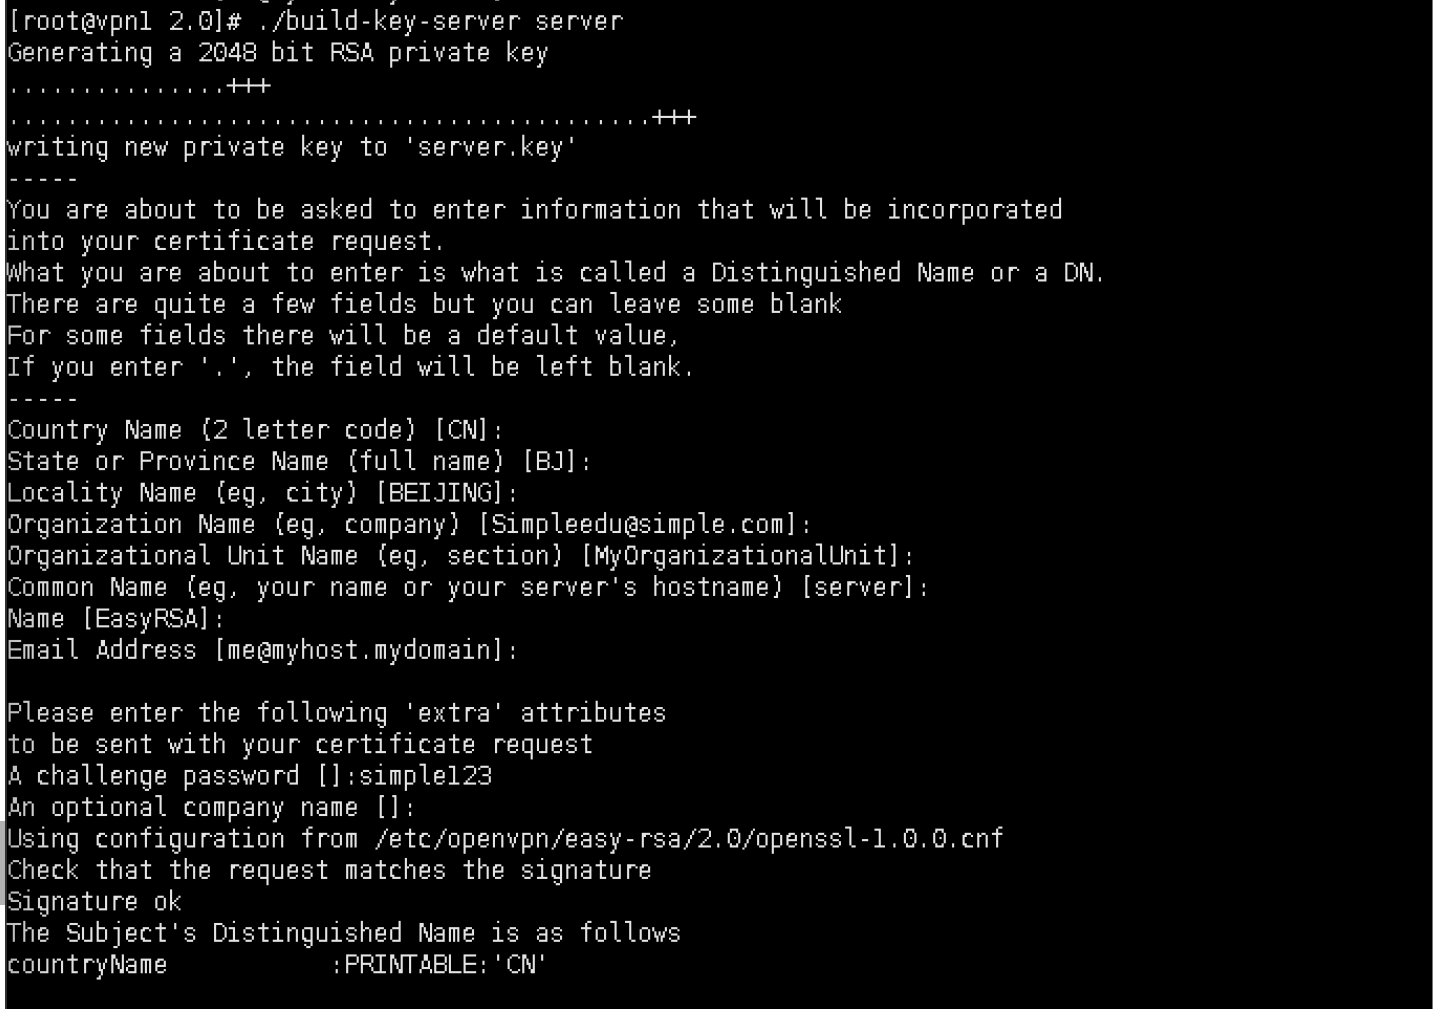 [root@vpn1 2.0]# ./build-key-server server
Generating a 2048 bit RSA private key
...............+++
............................................+++
writing new private key to 'server.key'
-----
You are about to be asked to enter information that will be incorporated
into your certificate request.
What you are about to enter is what is called a Distinguished Name or a DN.
There are quite a few fields but you can leave some blank
For some fields there will be a default value,
If you enter '.', the field will be left blank.
-----
Country Name (2 letter code) [CN]:
State or Province Name (full name) [BJ]:
Locality Name (eg, city) [BEIJING]:
Organization Name (eg, company) [Simpleedu@simple.com]:
Organizational Unit Name (eg, section) [MyOrganizationalUnit]:
Common Name (eg, your name or your server's hostname) [server]:
Name [EasyRSA]:
Email Address [me@myhost.mydomain]:
Please enter the following 'extra' attributes
to be sent with your certificate request
A challenge password []:simple123
An optional company name []:
Using configuration from /etc/openvpn/easy-rsa/2.0/openssl-1.0.0.cnf
Check that the request matches the signature
Signature ok
The Subject's Distinguished Name is as follows
countryName           :PRINTABLE:'CN'